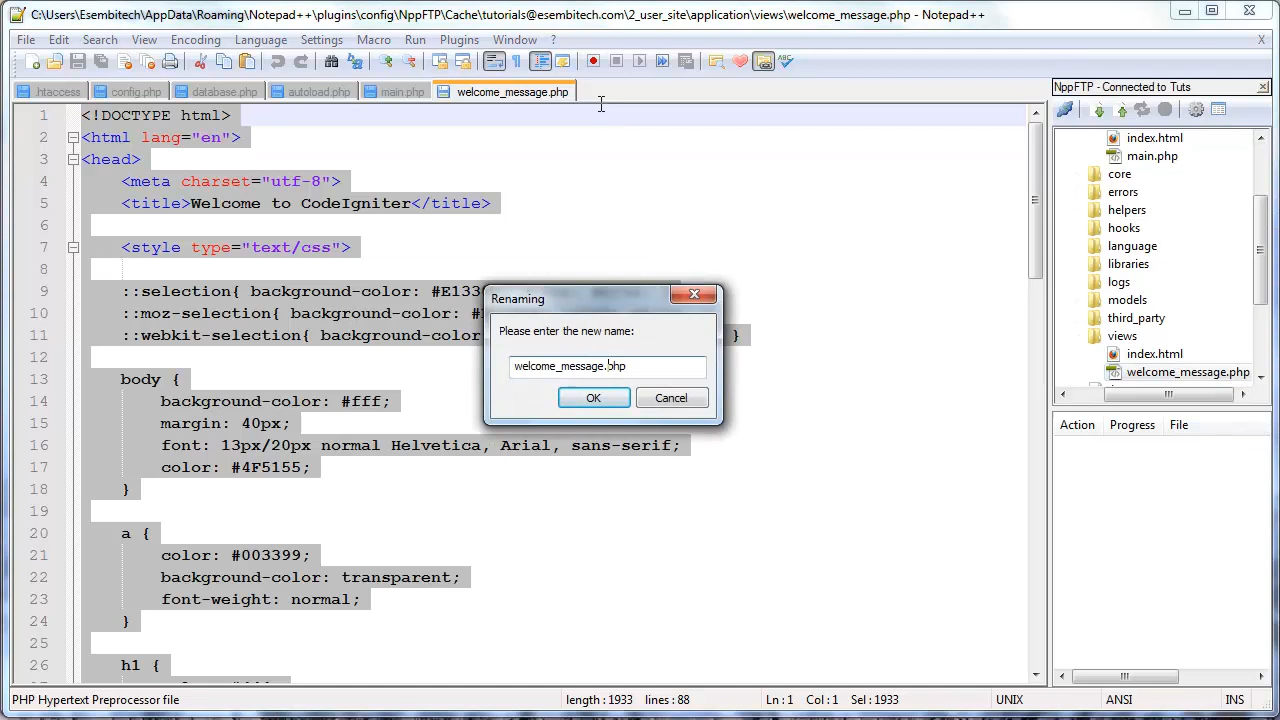 C:\Users\Esembitech\AppData\Roaming\Notepad++\plugins\config\NppFTP\Cache\tutorials@esembitech.com\2_user_site\application\views\welcome_message.php - Notepad++
File Edit Search View Encoding Language Settings Macro Run Plugins Window ? X
.htaccess config.php database.php autoload.php main.php welcome_message.php
1 <!DOCTYPE html>
2 <html lang="en">
3 <head>
4 <meta charset="utf-8">
5 <title>Welcome to CodeIgniter</title>
6
7 <style type="text/css">
8
9 ::selection{ background-color: #E133
10 ::moz-selection{ background-color: #
11 ::webkit-selection{ background-color }
12
13 body {
14 background-color: #fff;
15 margin: 40px;
16 font: 13px/20px normal Helvetica, Arial, sans-serif;
17 color: #4F5155;
18 }
19
20 a {
21 color: #003399;
22 background-color: transparent;
23 font-weight: normal;
24 }
25
26 h1 {
Renaming
Please enter the new name:
welcome_message.php
OK Cancel
NppFTP - Connected to Tuts
index.html
main.php
core
errors
helpers
hooks
language
libraries
logs
models
third_party
views
index.html
welcome_message.php
Action Progress File
PHP Hypertext Preprocessor file length : 1933 lines : 88 Ln : 1 Col : 1 Sel : 1933 UNIX ANSI INS